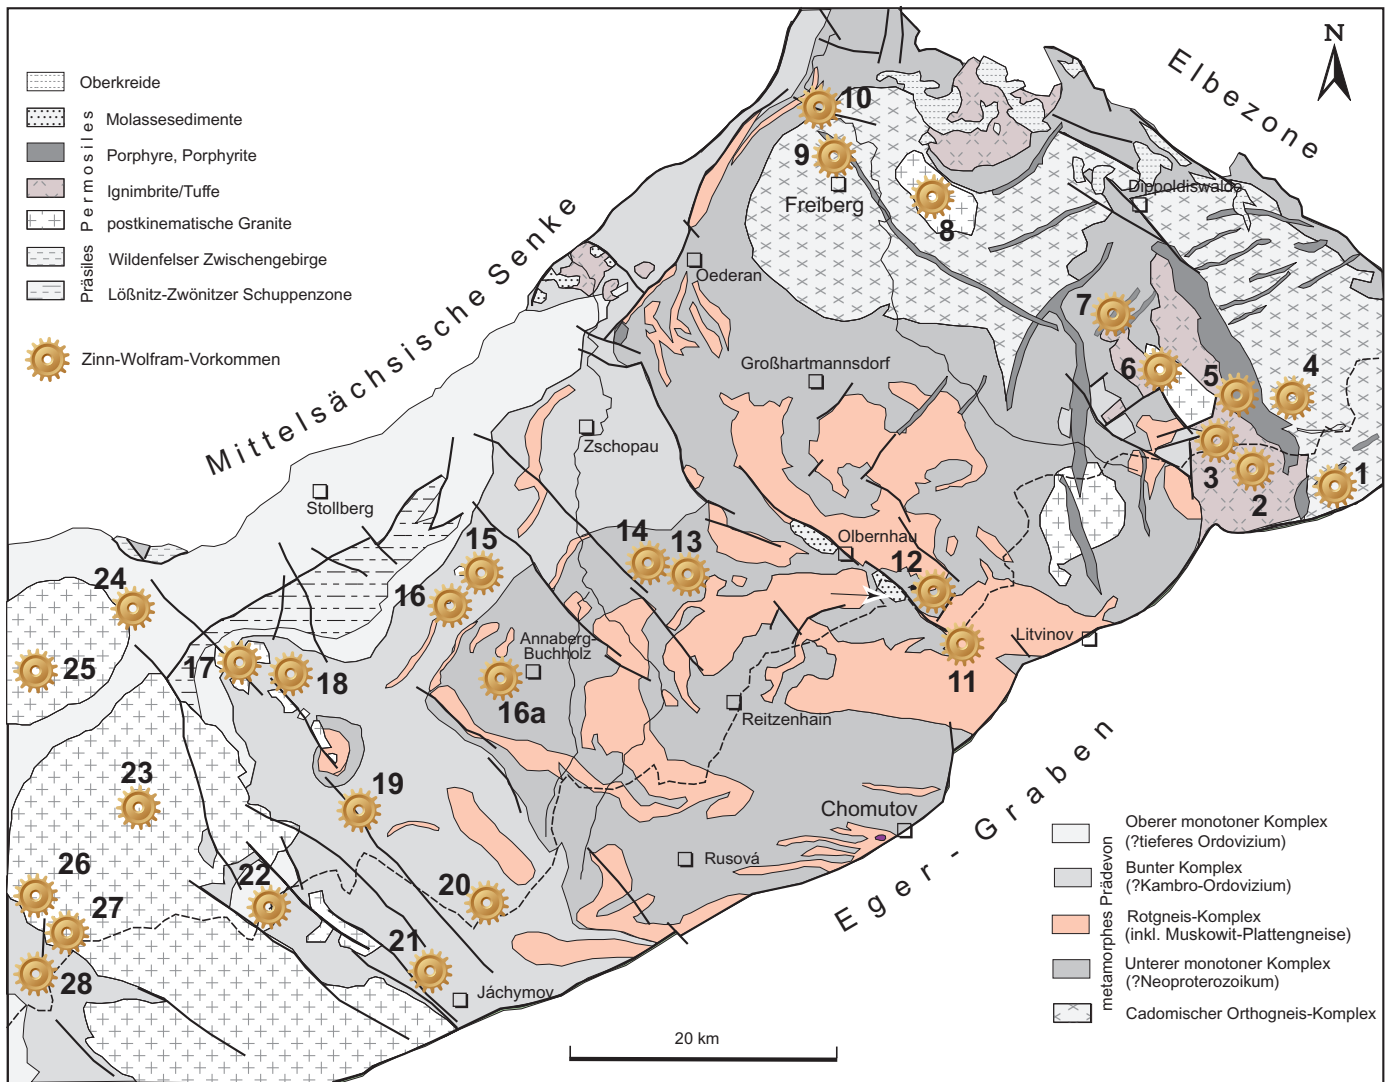 Oberkreide
Permosiles
Molassesedimente
Porphyre, Porphyrite
Ignimbrite/Tuffe
postkinematische Granite
Präsiles
Wildenfelser Zwischengebirge
Lößnitz-Zwönitzer Schuppenzone
Zinn-Wolfram-Vorkommen
N
Elbezone
Mittelsächsische Senke
Eger-Graben
10
9
Freiberg
8
Dippoldiswalde
Oederan
7
6
5
4
3
2
1
Großhartmannsdorf
Zschopau
Stollberg
15
14
13
Olbernhau
12
16
24
Annaberg-
Buchholz
Litvínov
17
18
25
16a
11
Reitzenhain
23
19
Chomutov
Rusová
26
22
20
27
21
28
Jáchymov
20 km
metamorphes Prädevon
Oberer monotoner Komplex
(?tieferes Ordovizium)
Bunter Komplex
(?Kambro-Ordovizium)
Rotgneis-Komplex
(inkl. Muskowit-Plattengneise)
Unterer monotoner Komplex
(?Neoproterozoikum)
Cadomischer Orthogneis-Komplex